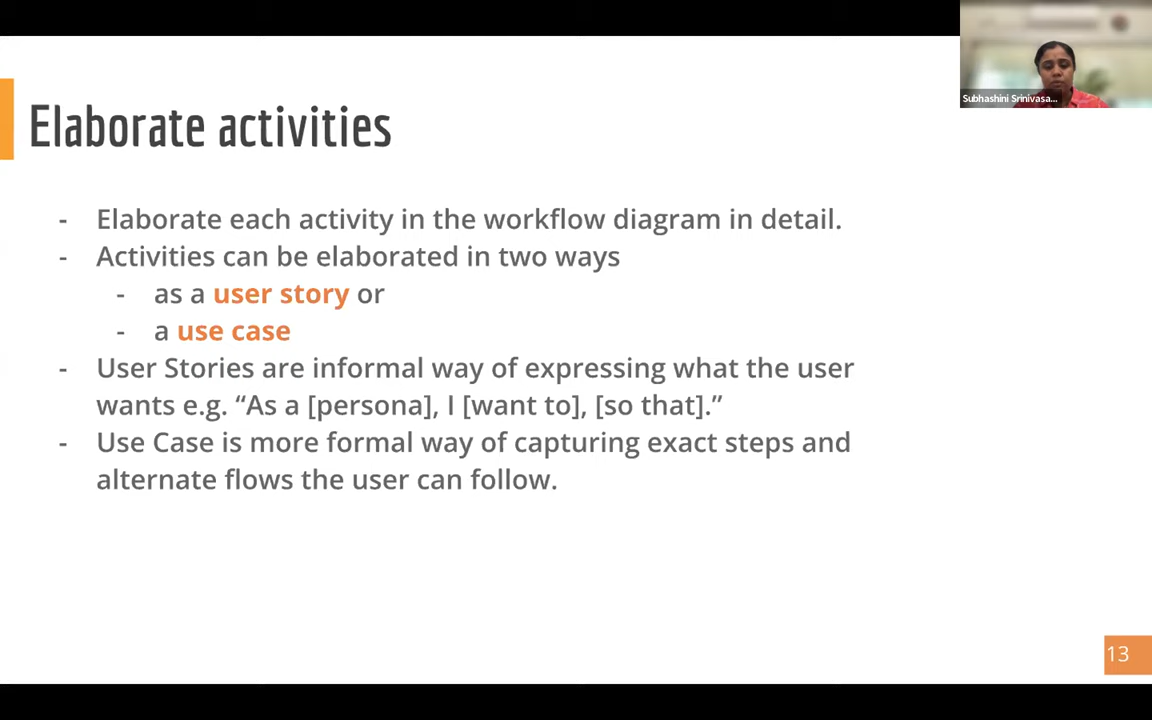 Subhashini Srinivasa...
Elaborate activities
- Elaborate each activity in the workflow diagram in detail.
- Activities can be elaborated in two ways
- as a user story or
- a use case
- User Stories are informal way of expressing what the user
wants e.g. “As a [persona], I [want to], [so that].”
- Use Case is more formal way of capturing exact steps and
alternate flows the user can follow.
13